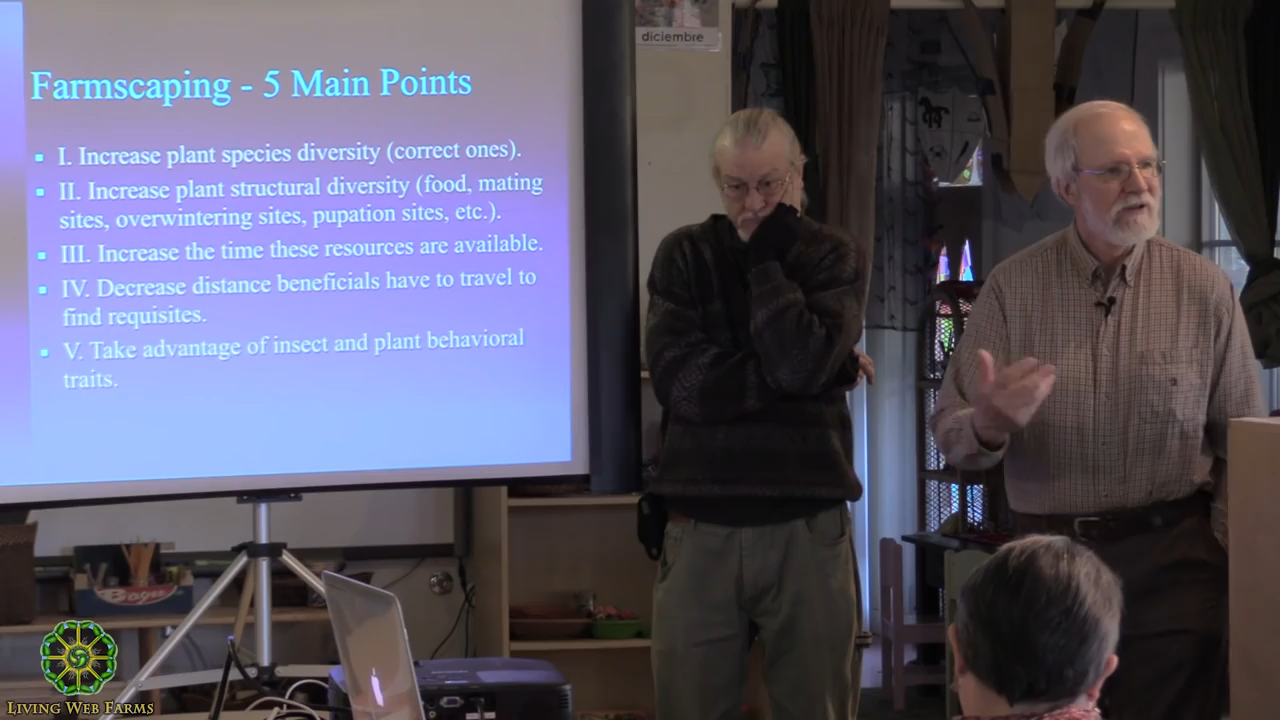 diciembre
Farmscaping - 5 Main Points
I. Increase plant species diversity (correct ones).
II. Increase plant structural diversity (food, mating
sites, overwintering sites, pupation sites, etc.).
III. Increase the time these resources are available.
IV. Decrease distance beneficials have to travel to
find requisites.
V. Take advantage of insect and plant behavioral
traits.
LIVING WEB FARMS